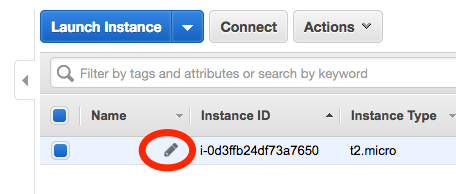 Launch Instance Connect Actions
Filter by tags and attributes or search by keyword
Name Instance ID Instance Type
i-0d3ffb24df73a7650 t2.micro